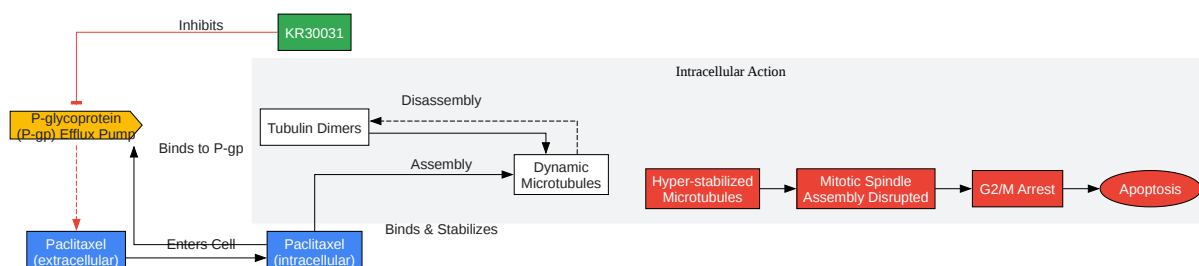 Inhibits
KR30031
Intracellular Action
P-glycoprotein
(P-gp) Efflux Pump
Disassembly
Tubulin Dimers
Binds to P-gp
Assembly
Dynamic
Microtubules
Hyper-stabilized
Microtubules
Mitotic Spindle
Assembly Disrupted
G2/M Arrest
Apoptosis
Binds & Stabilizes
Paclitaxel
(extracellular)
Enters Cell
Paclitaxel
(intracellular)